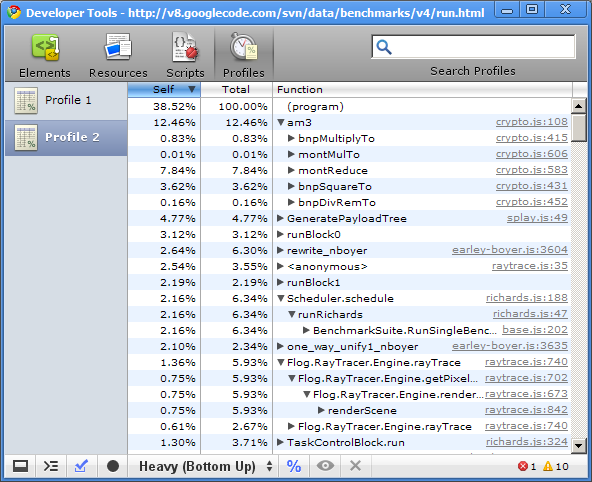 Developer Tools - http://v8.googlecode.com/svn/data/benchmarks/v4/run.html
Elements Resources Scripts Profiles Search Profiles
Profile 1
Profile 2
Self Total Function
38.52% 100.00% (program)
12.46% 12.46% am3 crypto.js:108
0.83% 0.83% bnpMultiplyTo crypto.js:415
0.01% 0.01% montMulTo crypto.js:606
7.84% 7.84% montReduce crypto.js:583
3.62% 3.62% bnpSquareTo crypto.js:431
0.16% 0.16% bnpDivRemTo crypto.js:452
4.77% 4.77% GeneratePayloadTree splay.js:49
3.12% 3.12% runBlock0
2.64% 6.30% rewrite_nboyer earley-boyer.js:3604
2.54% 3.55% <anonymous> raytrace.js:35
2.19% 2.19% runBlock1
2.16% 6.34% Scheduler.schedule richards.js:188
2.16% 6.34% runRichards richards.js:47
2.16% 6.34% BenchmarkSuite.RunSingleBenc... base.js:202
2.10% 2.34% one_way_unify1_nboyer earley-boyer.js:3635
1.36% 5.93% Flog.RayTracer.Engine.rayTrace raytrace.js:740
0.75% 5.93% Flog.RayTracer.Engine.getPixel... raytrace.js:702
0.75% 5.93% Flog.RayTracer.Engine.render... raytrace.js:673
0.75% 5.93% renderScene raytrace.js:842
0.61% 2.67% Flog.RayTracer.Engine.rayTrace raytrace.js:740
1.30% 3.71% TaskControlBlock.run richards.js:324
Heavy (Bottom Up) % 1 10